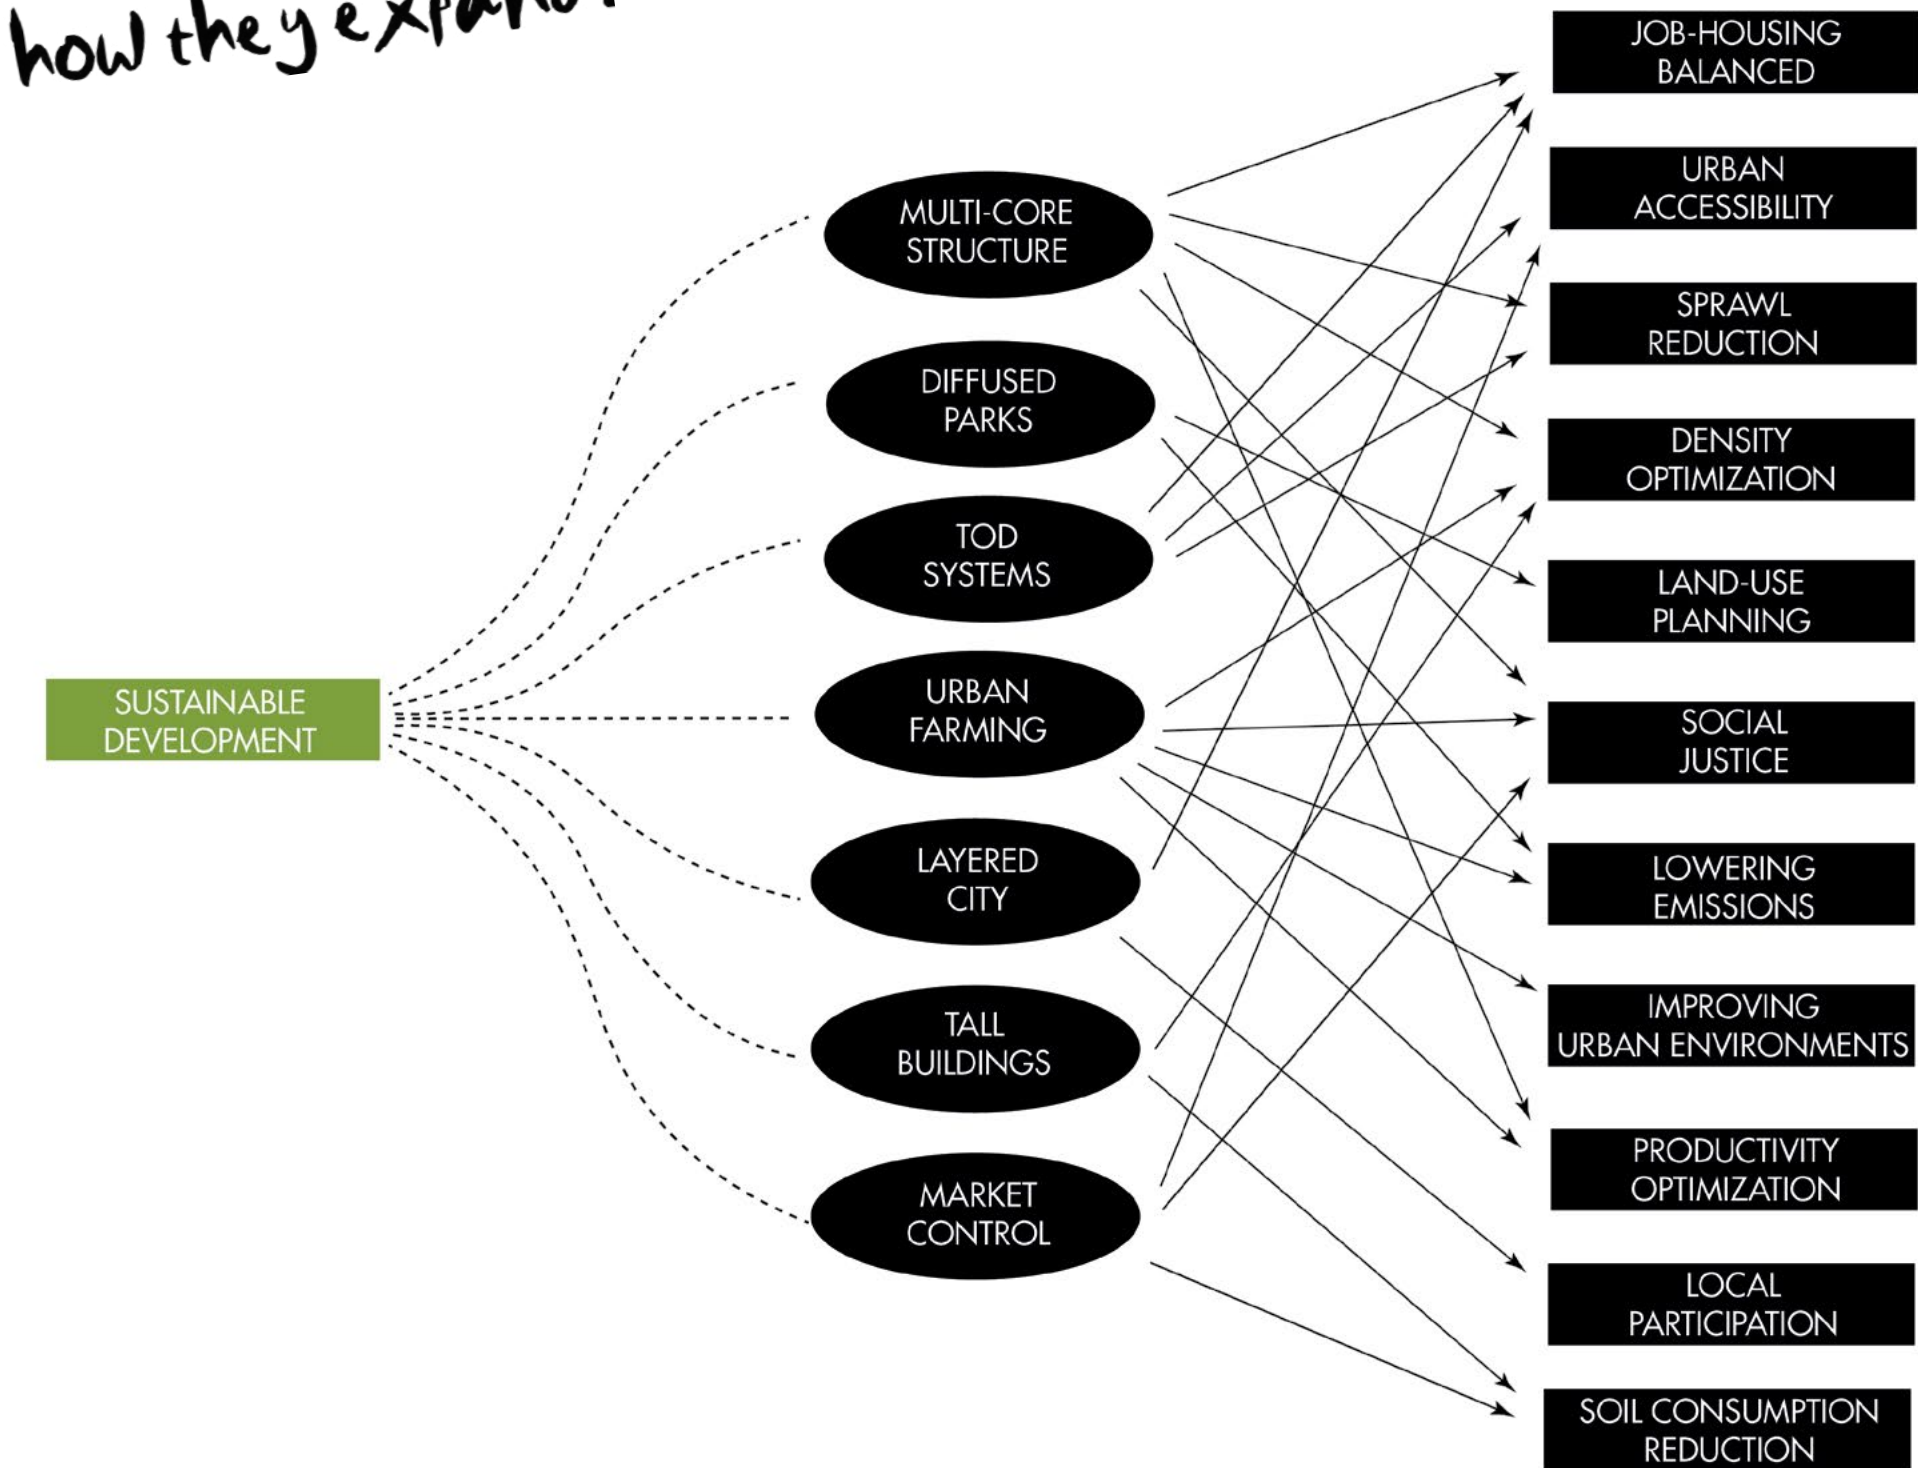 how they expand
SUSTAINABLE
DEVELOPMENT
MULTI-CORE
STRUCTURE
DIFFUSED
PARKS
TOD
SYSTEMS
URBAN
FARMING
LAYERED
CITY
TALL
BUILDINGS
MARKET
CONTROL
JOB-HOUSING
BALANCED
URBAN
ACCESSIBILITY
SPRAWL
REDUCTION
DENSITY
OPTIMIZATION
LAND-USE
PLANNING
SOCIAL
JUSTICE
LOWERING
EMISSIONS
IMPROVING
URBAN ENVIRONMENTS
PRODUCTIVITY
OPTIMIZATION
LOCAL
PARTICIPATION
SOIL CONSUMPTION
REDUCTION